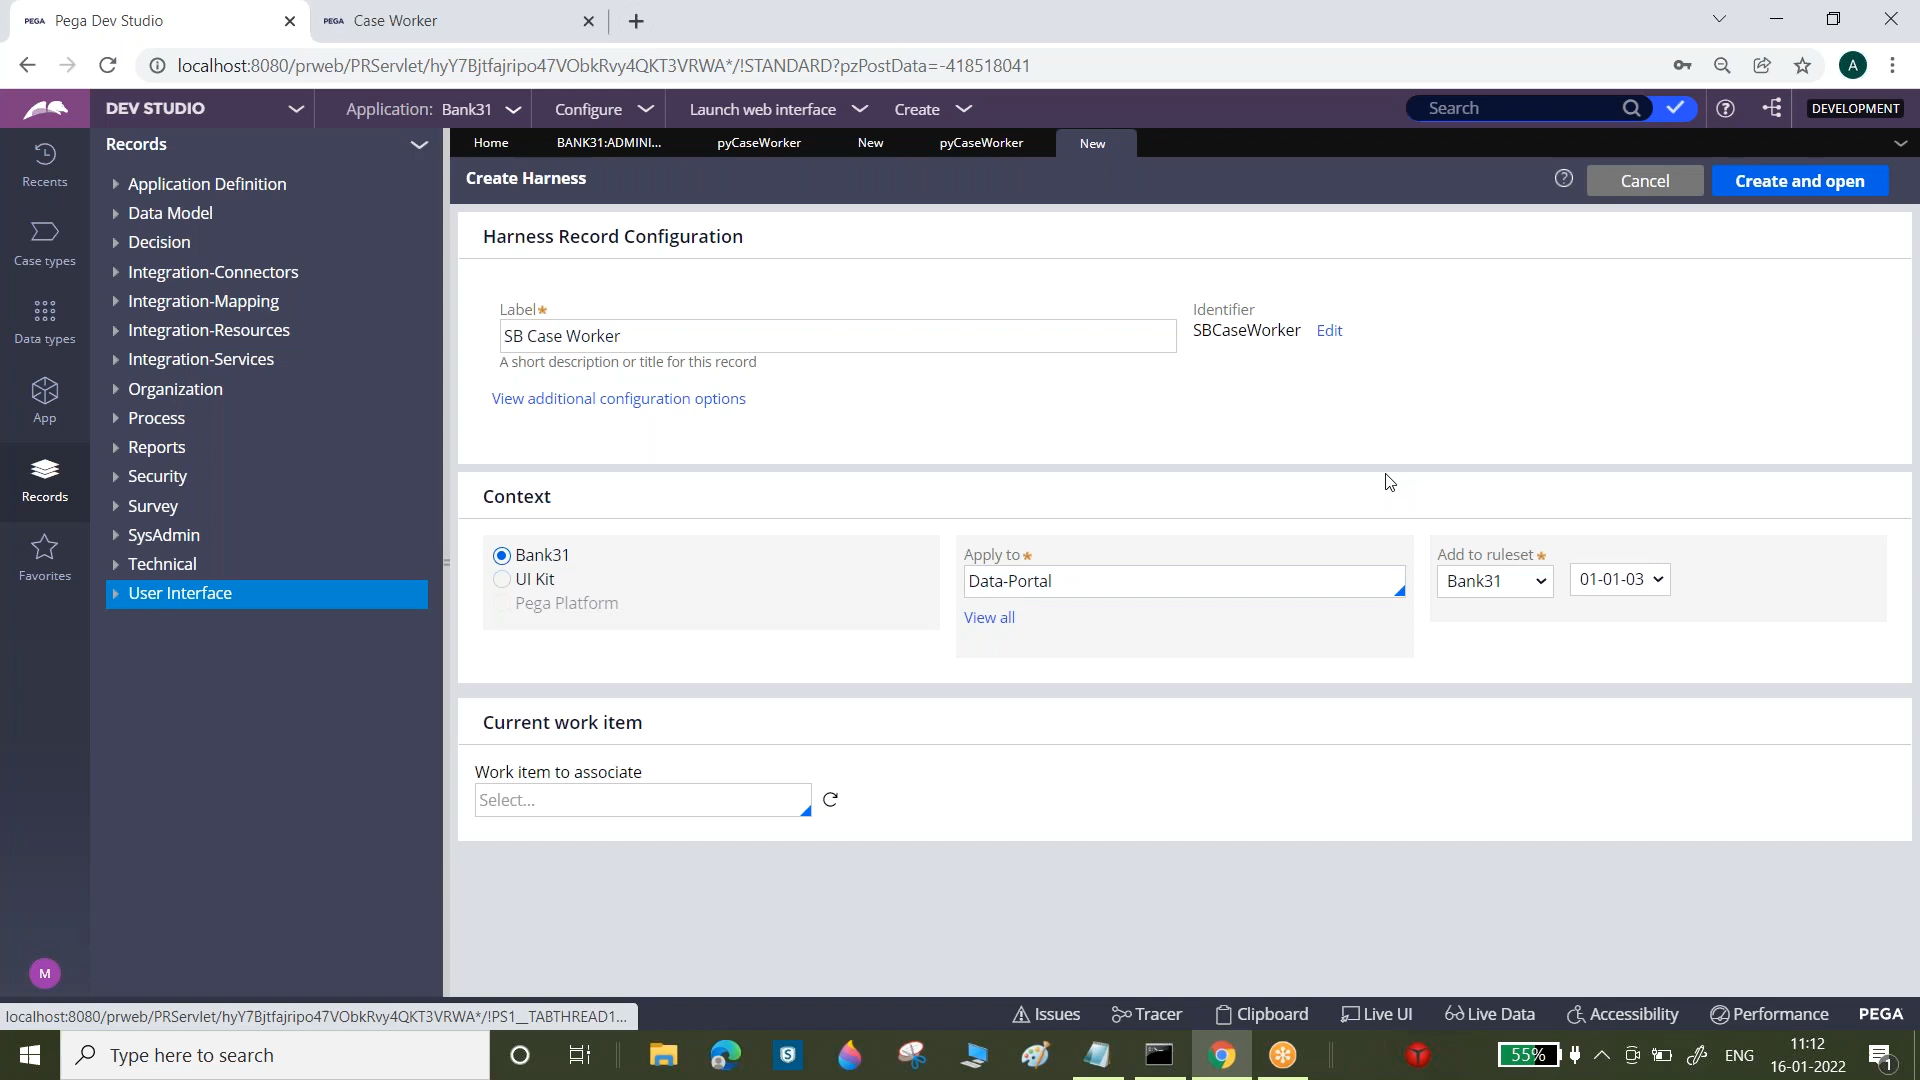 PEGA Pega Dev Studio
PEGA Case Worker
localhost:8080/prweb/PRServlet/hyY7Bjtfajripo47VObkRvy4QKT3VRWA*/!STANDARD?pzPostData=-418518041
A
DEV STUDIO
Application: Bank31
Configure
Launch web interface
Create
Search
DEVELOPMENT
Recents
Case types
Data types
App
Records
Favorites
M
Records
Application Definition
Data Model
Decision
Integration-Connectors
Integration-Mapping
Integration-Resources
Integration-Services
Organization
Process
Reports
Security
Survey
SysAdmin
Technical
User Interface
Home
BANK31:ADMINI...
pyCaseWorker
New
pyCaseWorker
New
Create Harness
Cancel
Create and open
Harness Record Configuration
Label*
SB Case Worker
A short description or title for this record
Identifier
SBCaseWorker Edit
View additional configuration options
Context
Bank31
UI Kit
Pega Platform
Apply to*
Data-Portal
View all
Add to ruleset*
Bank31
01-01-03
Current work item
Work item to associate
Select...
localhost:8080/prweb/PRServlet/hyY7Bjtfajripo47VObkRvy4QKT3VRWA*/!PS1__TABTHREAD1...
Issues
Tracer
Clipboard
Live UI
Live Data
Accessibility
Performance
PEGA
Type here to search
S
55%
ENG
11:12
16-01-2022
1